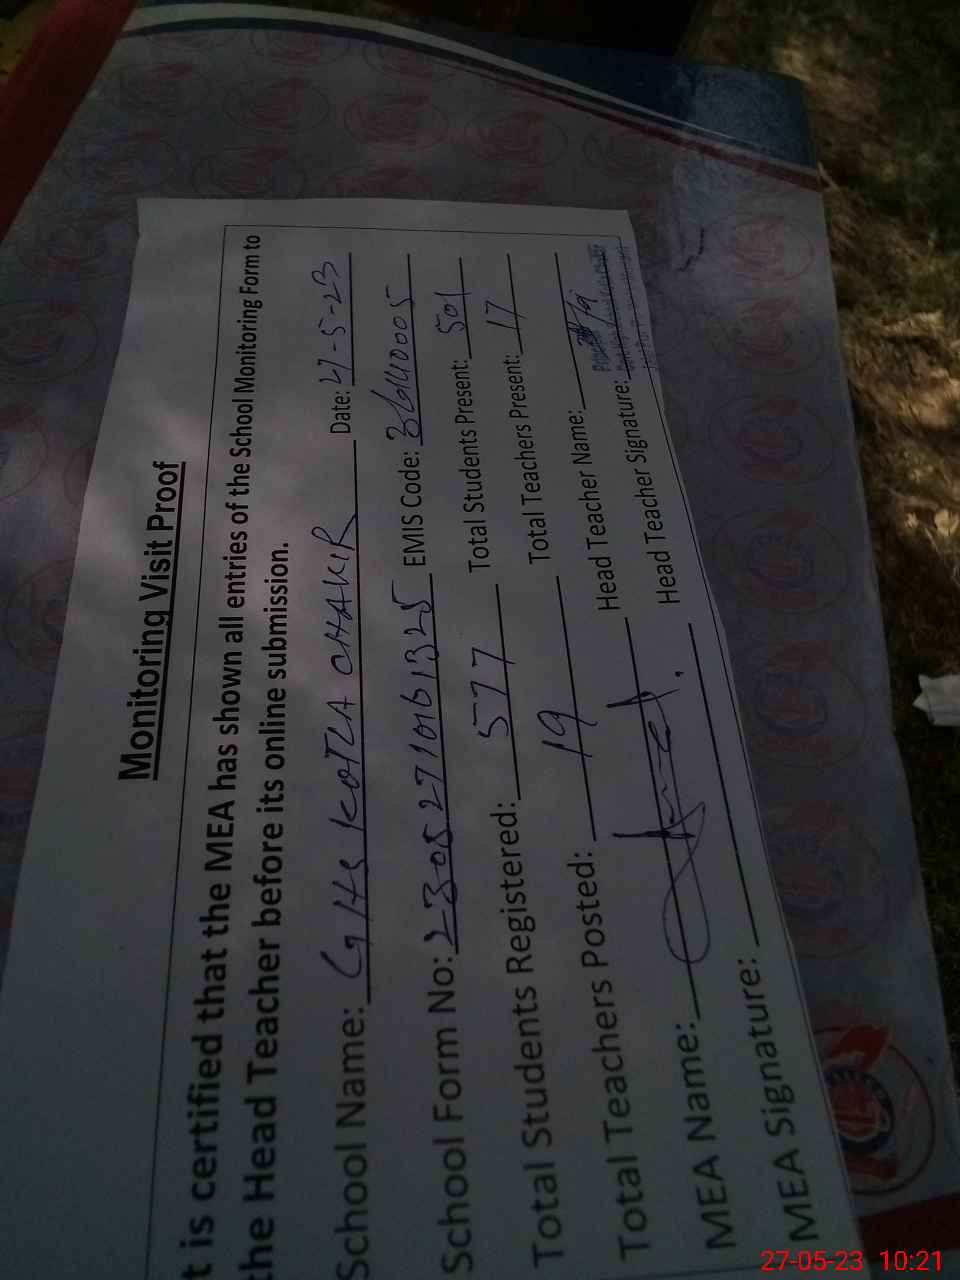 Monitoring Visit Proof
t is certified that the MEA has shown all entries of the School Monitoring Form to
the Head Teacher before its online submission.
School Name: GHS KOTLA CHAKIR Date: 27-5-23
School Form No: 23052710161325 EMIS Code:
Total Students Registered: 577 Total Students Present: 501
Total Teachers Posted: 19 Total Teachers Present: 17
MEA Name: Head Teacher Name:
MEA Signature: Head Teacher Signature:
27-05-23 10:21